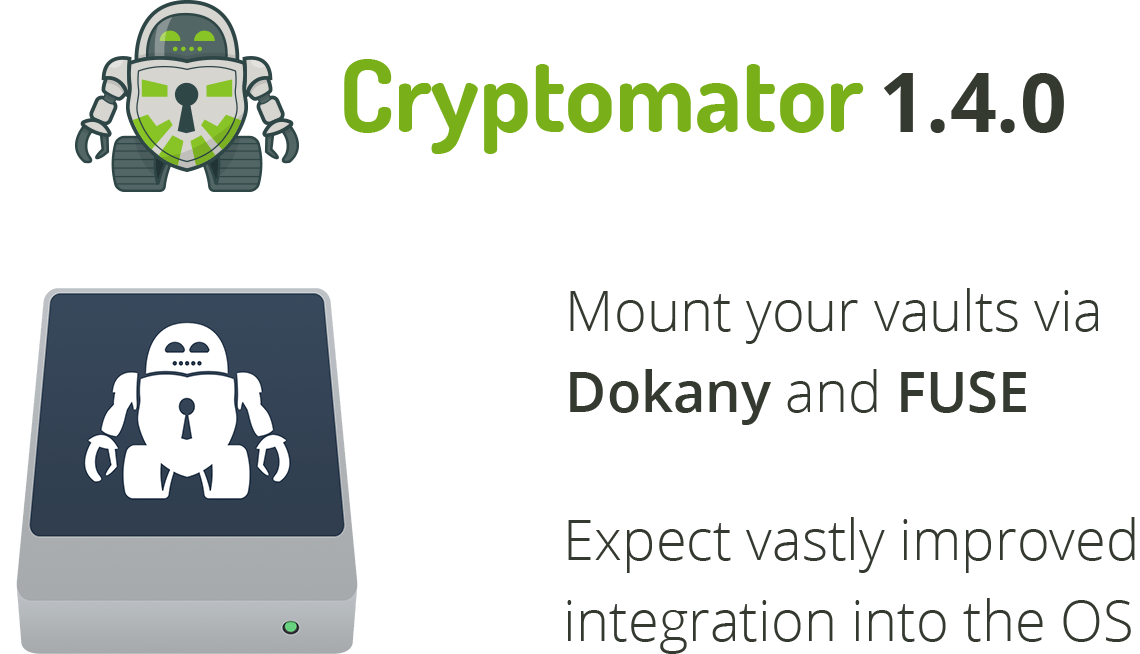 Cryptomator 1.4.0
Mount your vaults via
Dokany and FUSE
Expect vastly improved
integration into the OS